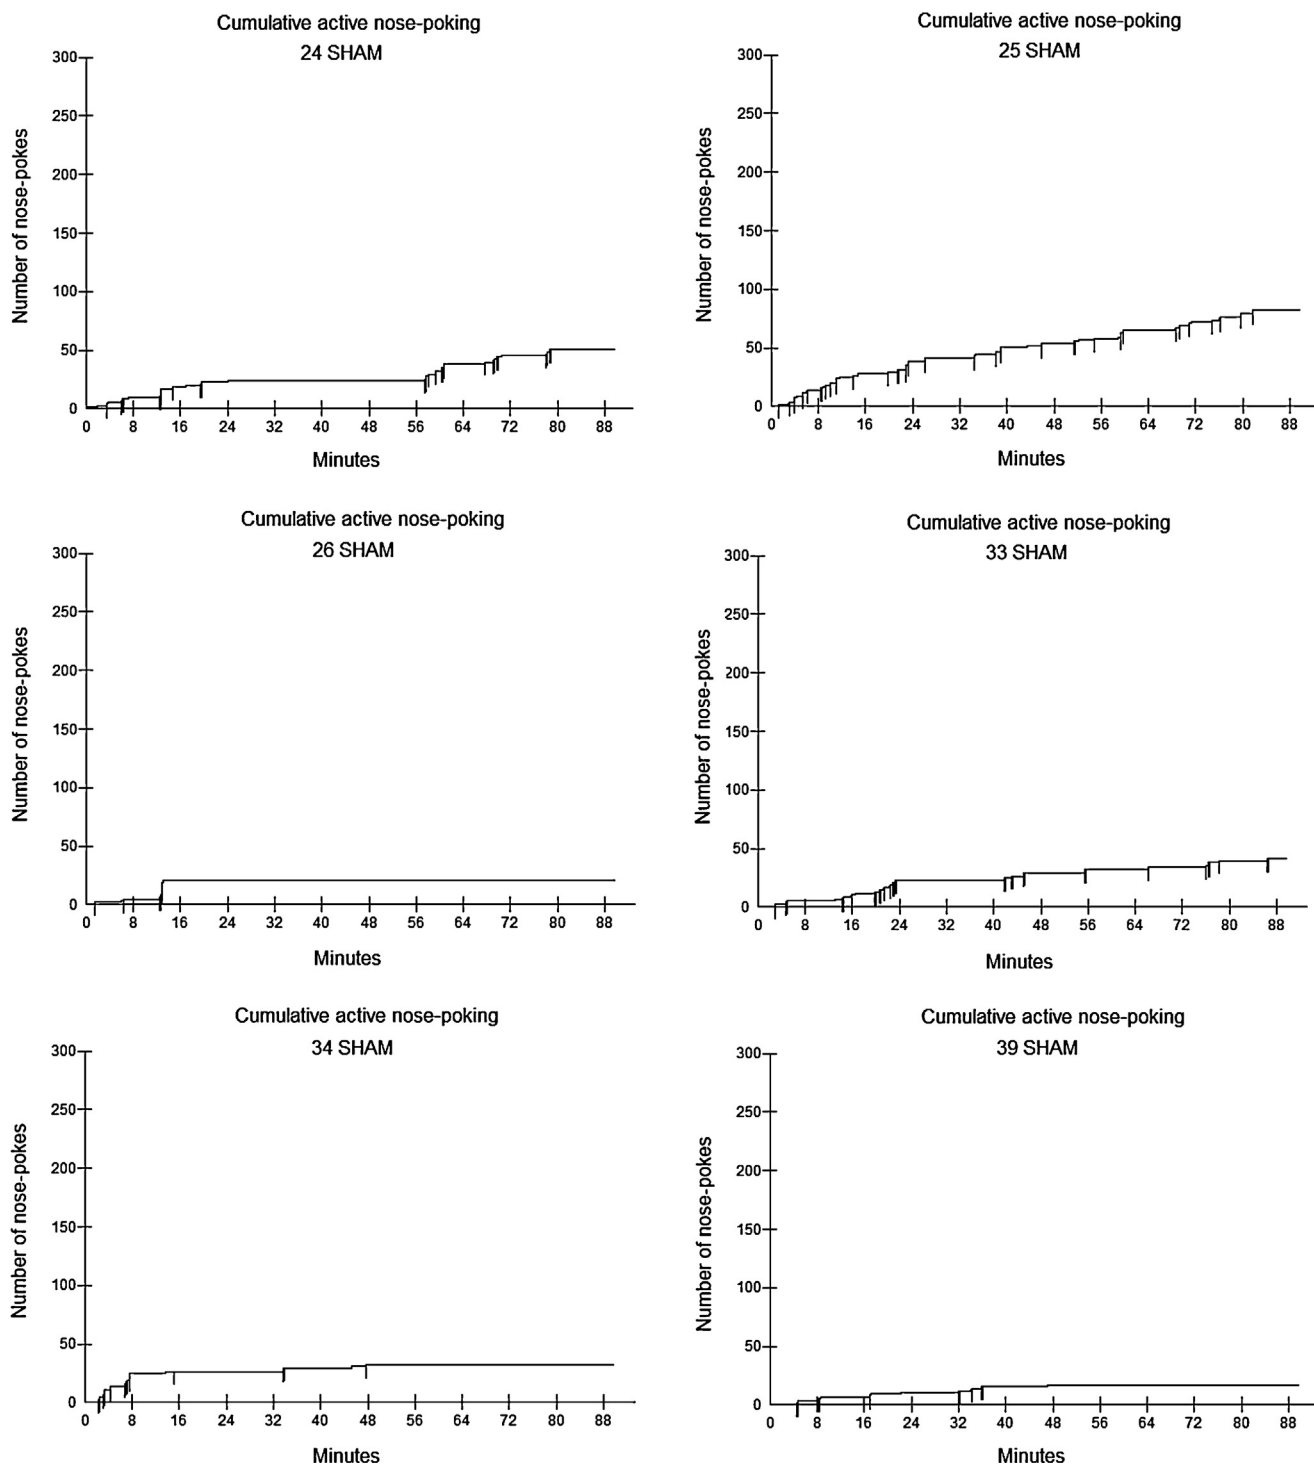 Cumulative active nose-poking
24 SHAM
300
250
200
150
100
50
0
0 8 16 24 32 40 48 56 64 72 80 88
Number of nose-pokes
Minutes
Cumulative active nose-poking
25 SHAM
300
250
200
150
100
50
0
0 8 16 24 32 40 48 56 64 72 80 88
Number of nose-pokes
Minutes
Cumulative active nose-poking
26 SHAM
300
250
200
150
100
50
0
0 8 16 24 32 40 48 56 64 72 80 88
Number of nose-pokes
Minutes
Cumulative active nose-poking
33 SHAM
300
250
200
150
100
50
0
0 8 16 24 32 40 48 56 64 72 80 88
Number of nose-pokes
Minutes
Cumulative active nose-poking
34 SHAM
300
250
200
150
100
50
0
0 8 16 24 32 40 48 56 64 72 80 88
Number of nose-pokes
Minutes
Cumulative active nose-poking
39 SHAM
300
250
200
150
100
50
0
0 8 16 24 32 40 48 56 64 72 80 88
Number of nose-pokes
Minutes